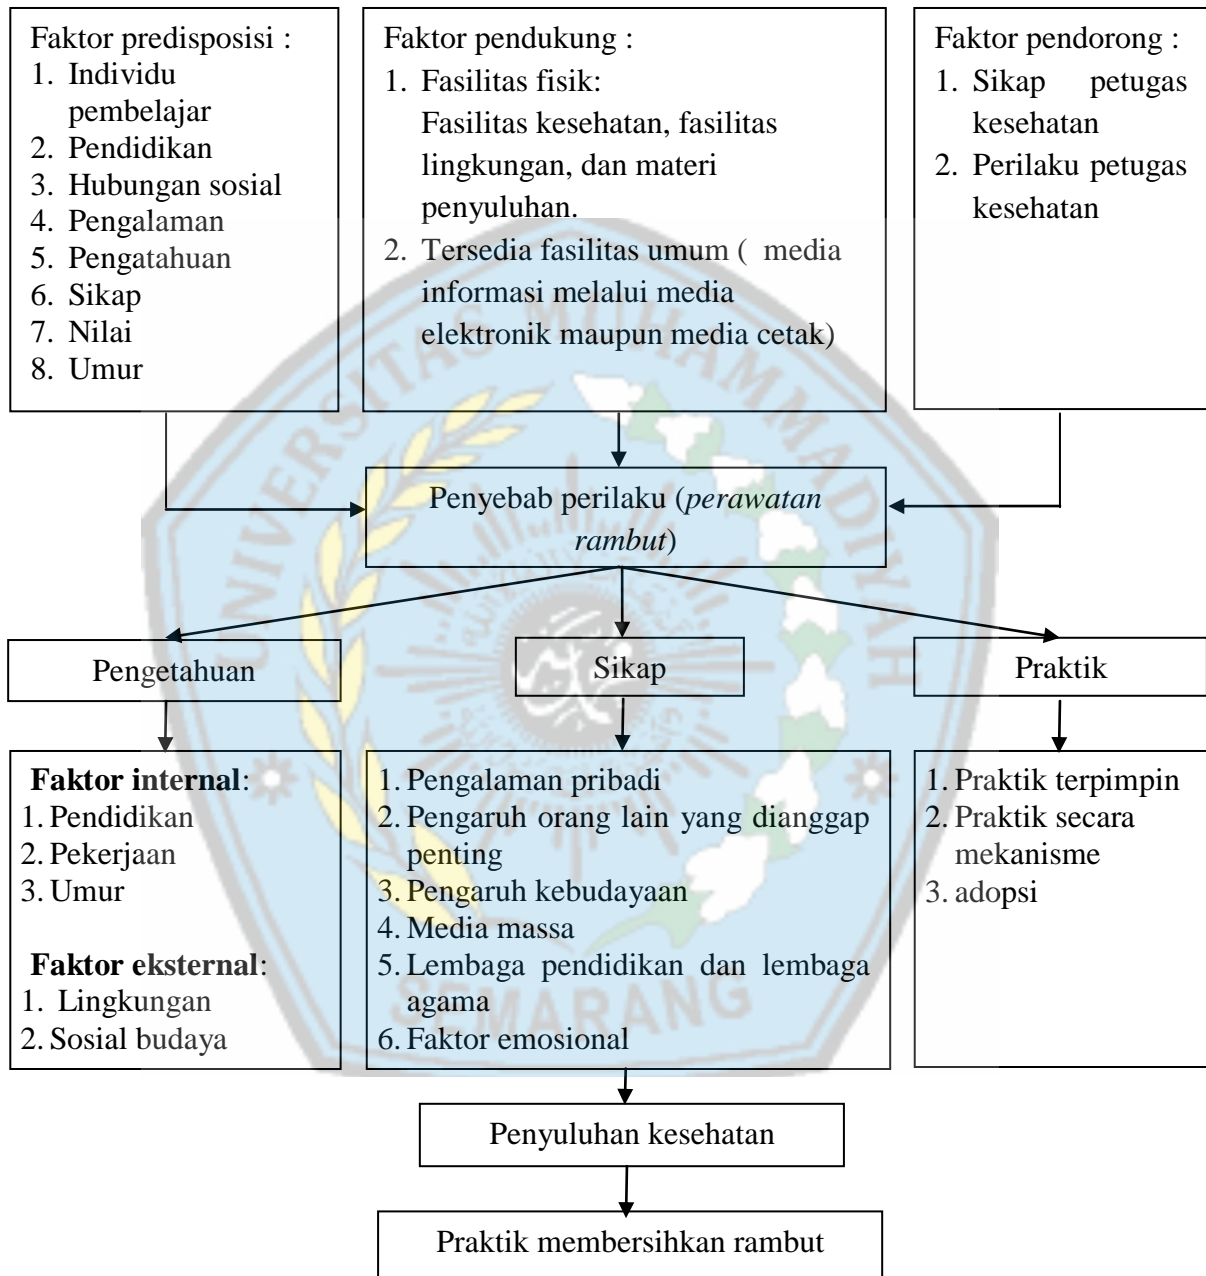 Faktor predisposisi :
1. Individu
pembelajar
2. Pendidikan
3. Hubungan sosial
4. Pengalaman
5. Pengatahuan
6. Sikap
7. Nilai
8. Umur
Faktor pendukung :
1. Fasilitas fisik:
Fasilitas kesehatan, fasilitas
lingkungan, dan materi
penyuluhan.
2. Tersedia fasilitas umum ( media
informasi melalui media
elektronik maupun media cetak)
Faktor pendorong :
1. Sikap petugas
kesehatan
2. Perilaku petugas
kesehatan
Penyebab perilaku (perawatan
rambut)
Pengetahuan
Sikap
Praktik
Faktor internal:
1. Pendidikan
2. Pekerjaan
3. Umur
Faktor eksternal:
1. Lingkungan
2. Sosial budaya
1. Pengalaman pribadi
2. Pengaruh orang lain yang dianggap
penting
3. Pengaruh kebudayaan
4. Media massa
5. Lembaga pendidikan dan lembaga
agama
6. Faktor emosional
1. Praktik terpimpin
2. Praktik secara
mekanisme
3. adopsi
Penyuluhan kesehatan
Praktik membersihkan rambut
UNIVERSITAS MUHAMMADIYAH
SEMARANG